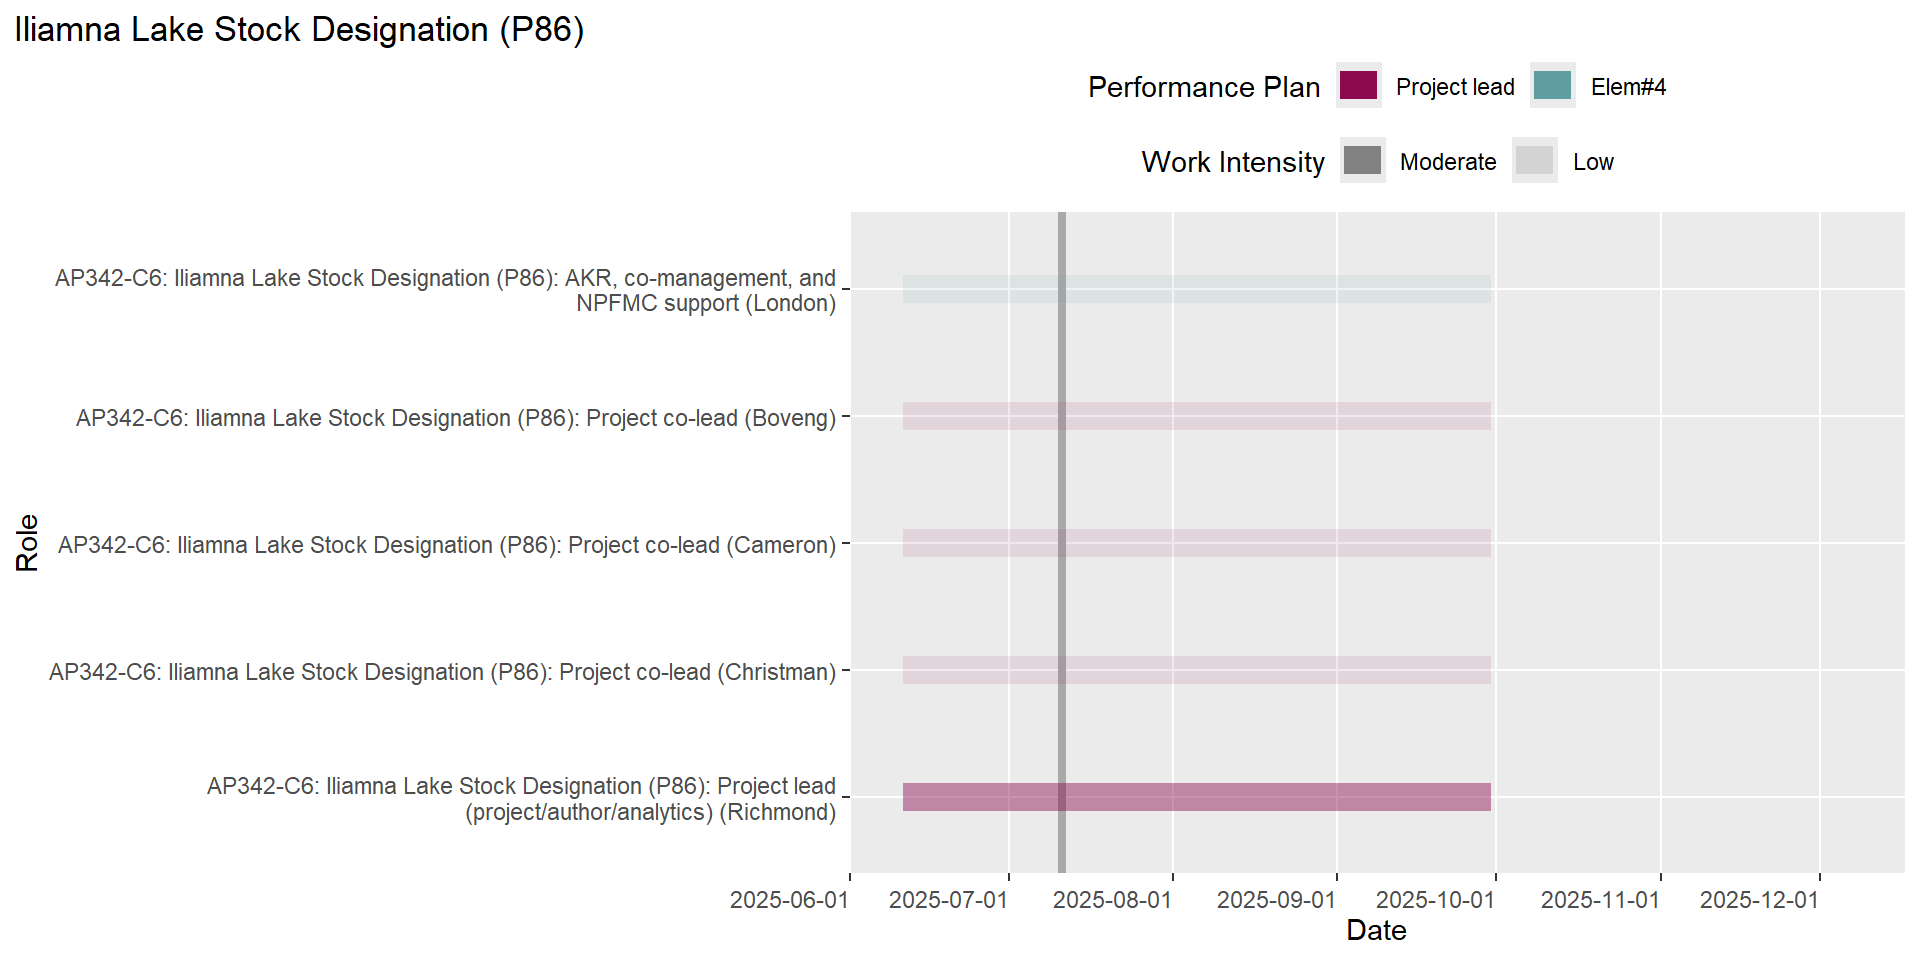 Iliamna Lake Stock Designation (P86)
Performance Plan Project lead Elem#4
Work Intensity Moderate Low
AP342-C6: Iliamna Lake Stock Designation (P86): AKR, co-management, and
NPFMC support (London)
AP342-C6: Iliamna Lake Stock Designation (P86): Project co-lead (Boveng)
AP342-C6: Iliamna Lake Stock Designation (P86): Project co-lead (Cameron)
AP342-C6: Iliamna Lake Stock Designation (P86): Project co-lead (Christman)
AP342-C6: Iliamna Lake Stock Designation (P86): Project lead
(project/author/analytics) (Richmond)
Role
2025-06-01 2025-07-01 2025-08-01 2025-09-01 2025-10-01 2025-11-01 2025-12-01
Date